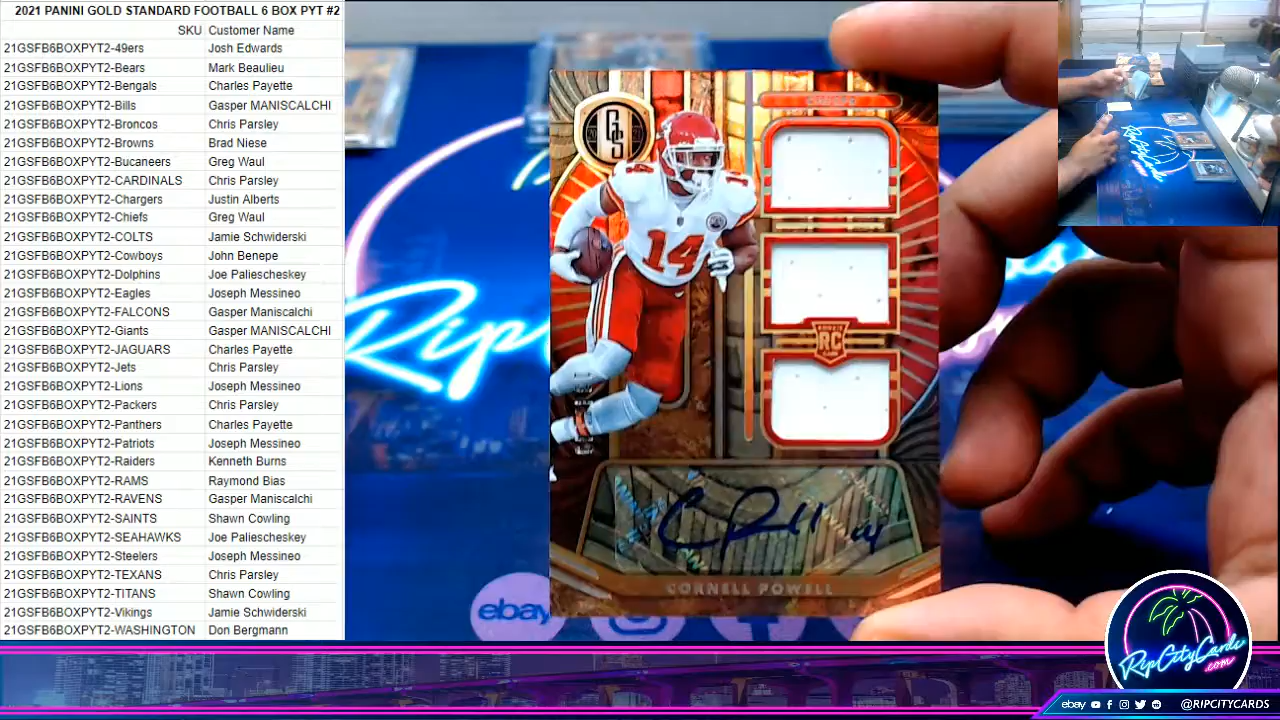 2021 PANINI GOLD STANDARD FOOTBALL 6 BOX PYT #2
SKU Customer Name
21GSFB6BOXPYT2-49ers Josh Edwards
21GSFB6BOXPYT2-Bears Mark Beaulieu
21GSFB6BOXPYT2-Bengals Charles Payette
21GSFB6BOXPYT2-Bills Gasper MANISCALCHI
21GSFB6BOXPYT2-Broncos Chris Parsley
21GSFB6BOXPYT2-Browns Brad Niese
21GSFB6BOXPYT2-Bucaneers Greg Waul
21GSFB6BOXPYT2-CARDINALS Chris Parsley
21GSFB6BOXPYT2-Chargers Justin Alberts
21GSFB6BOXPYT2-Chiefs Greg Waul
21GSFB6BOXPYT2-COLTS Jamie Schwiderski
21GSFB6BOXPYT2-Cowboys John Benepe
21GSFB6BOXPYT2-Dolphins Joe Paliescheskey
21GSFB6BOXPYT2-Eagles Joseph Messineo
21GSFB6BOXPYT2-FALCONS Gasper Maniscalchi
21GSFB6BOXPYT2-Giants Gasper MANISCALCHI
21GSFB6BOXPYT2-JAGUARS Charles Payette
21GSFB6BOXPYT2-Jets Chris Parsley
21GSFB6BOXPYT2-Lions Joseph Messineo
21GSFB6BOXPYT2-Packers Chris Parsley
21GSFB6BOXPYT2-Panthers Charles Payette
21GSFB6BOXPYT2-Patriots Joseph Messineo
21GSFB6BOXPYT2-Raiders Kenneth Burns
21GSFB6BOXPYT2-RAMS Raymond Bias
21GSFB6BOXPYT2-RAVENS Gasper Maniscalchi
21GSFB6BOXPYT2-SAINTS Shawn Cowling
21GSFB6BOXPYT2-SEAHAWKS Joe Paliescheskey
21GSFB6BOXPYT2-Steelers Joseph Messineo
21GSFB6BOXPYT2-TEXANS Chris Parsley
21GSFB6BOXPYT2-TITANS Shawn Cowling
21GSFB6BOXPYT2-Vikings Jamie Schwiderski
21GSFB6BOXPYT2-WASHINGTON Don Bergmann
GS
CHIEFS
14
14
RC
CORNELL POWELL
Rip
ebay
RipCityCards
.com
ebay @RIPCITYCARDS